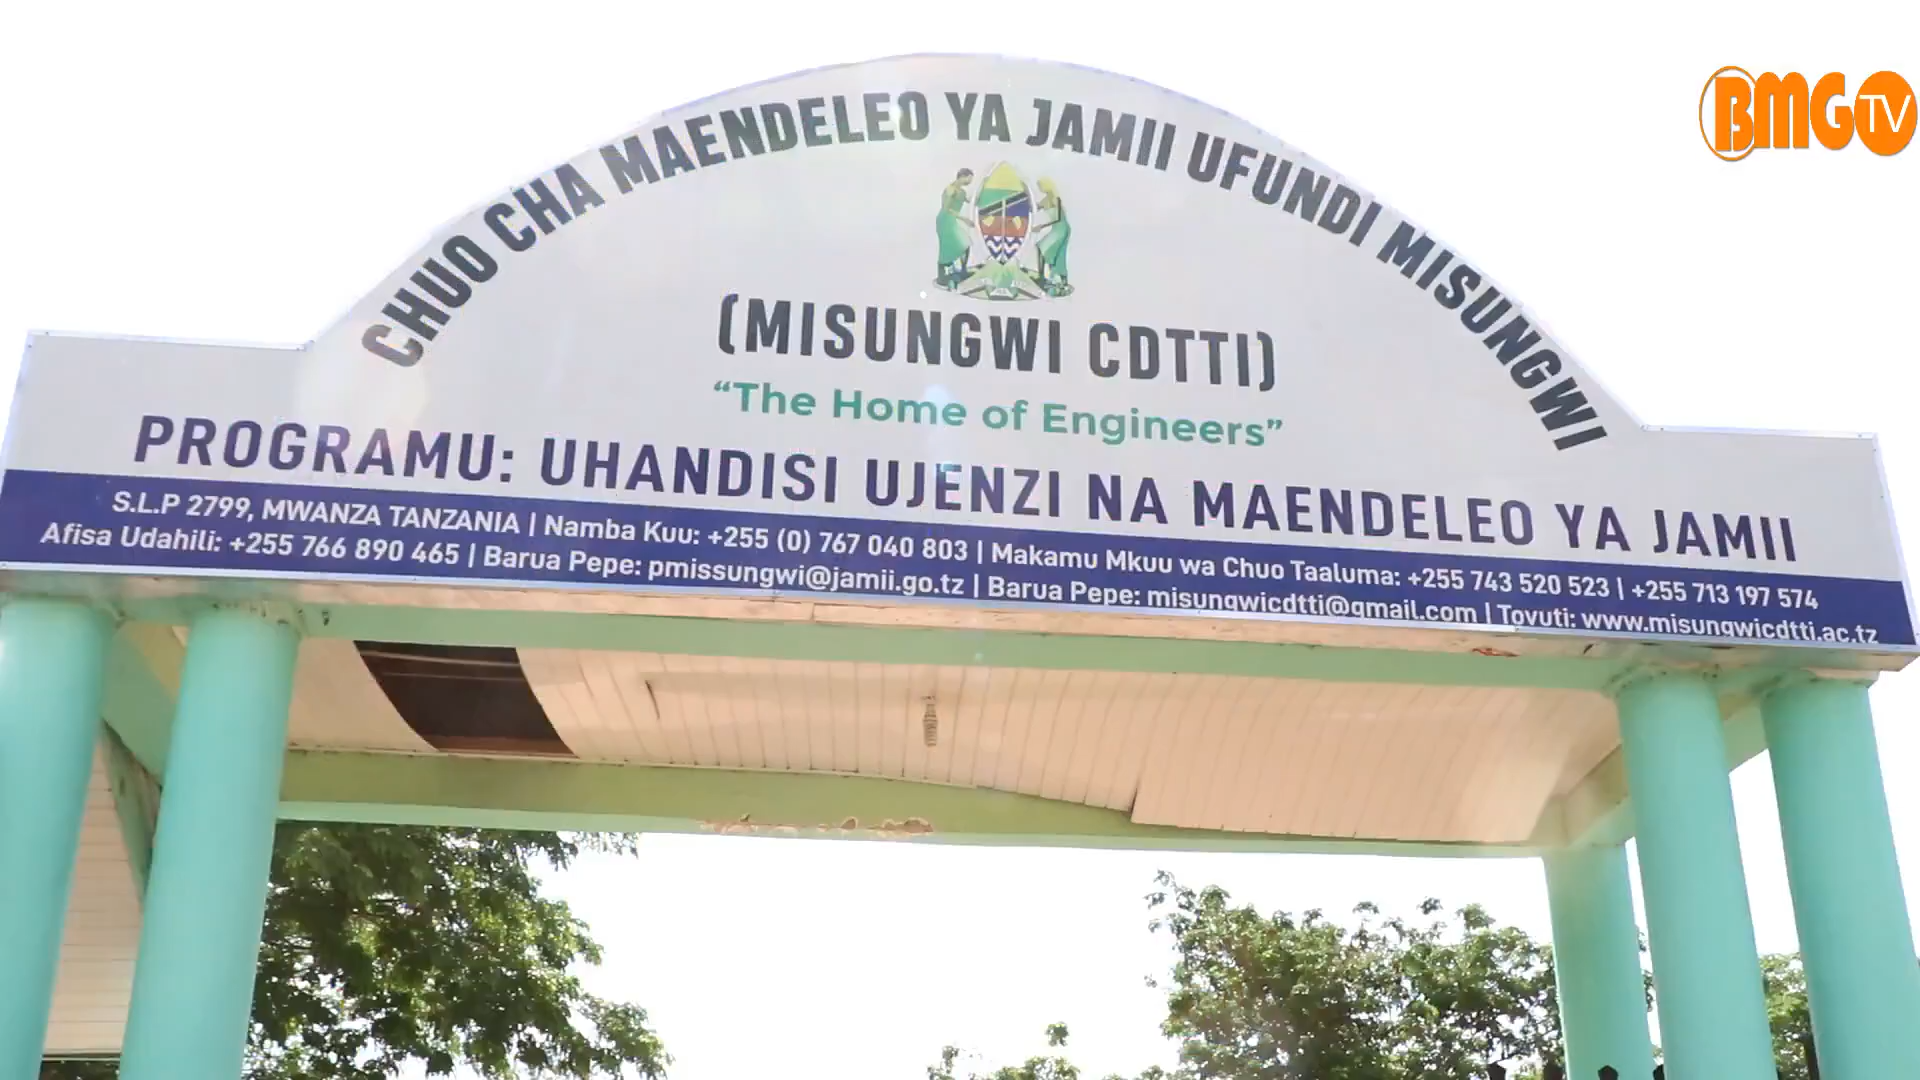 CHUO CHA MAENDELEO YA JAMII UFUNDI MISUNGWI
(MISUNGWI CDTTI)
“The Home of Engineers”
PROGRAMU: UHANDISI UJENZI NA MAENDELEO YA JAMII
S.L.P 2799, MWANZA TANZANIA | Namba Kuu: +255 (0) 767 040 803 | Makamu Mkuu wa Chuo Taaluma: +255 743 520 523 | +255 713 197 574
Afisa Udahili: +255 766 890 465 | Barua Pepe: pmissungwi@jamii.go.tz | Barua Pepe: misungwicdtti@gmail.com | Tovuti: www.misungwicdtti.ac.tz
BMG TV